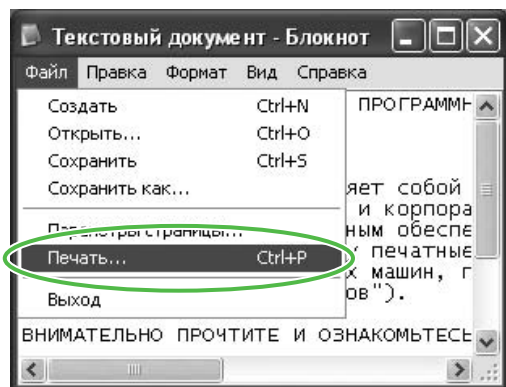 Текстовый документ - Блокнот
Файл Правка Формат Вид Справка
Создать Ctrl+N ПРОГРАММН
Открыть... Ctrl+O
Сохранить Ctrl+S
Сохранить как... яет собой
и корпора
Параметры страницы... ным обеспе
печатные
Печать... Ctrl+P
х машин, г
Выход ов").
ВНИМАТЕЛЬНО ПРОЧТИТЕ И ОЗНАКОМЬТЕСЬ